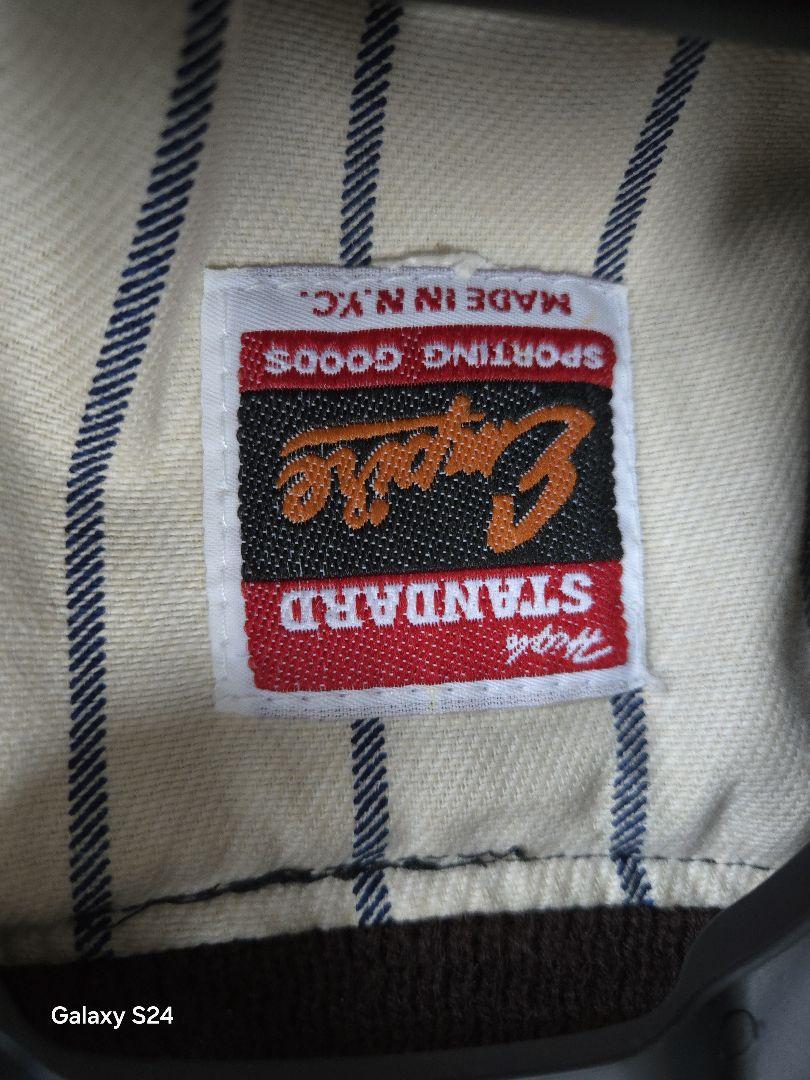 High
STANDARD
Empire
SPORTING GOODS
MADE IN N.Y.C.
Galaxy S24